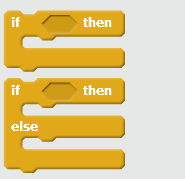 if then
if then
else